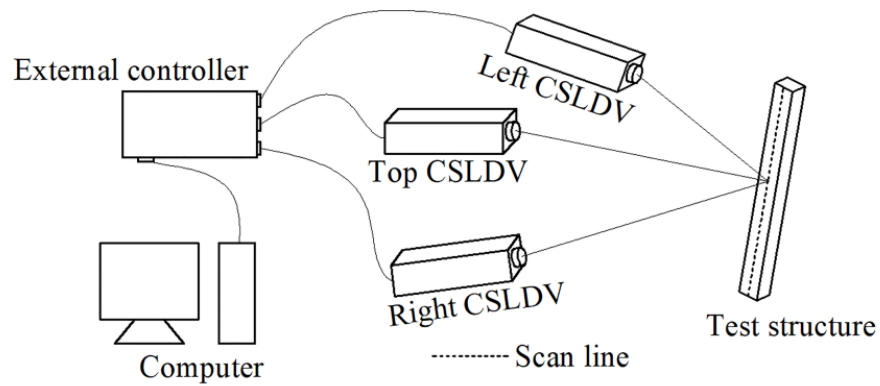 External controller
Left CSLDV
Top CSLDV
Right CSLDV
Test structure
Computer
Scan line